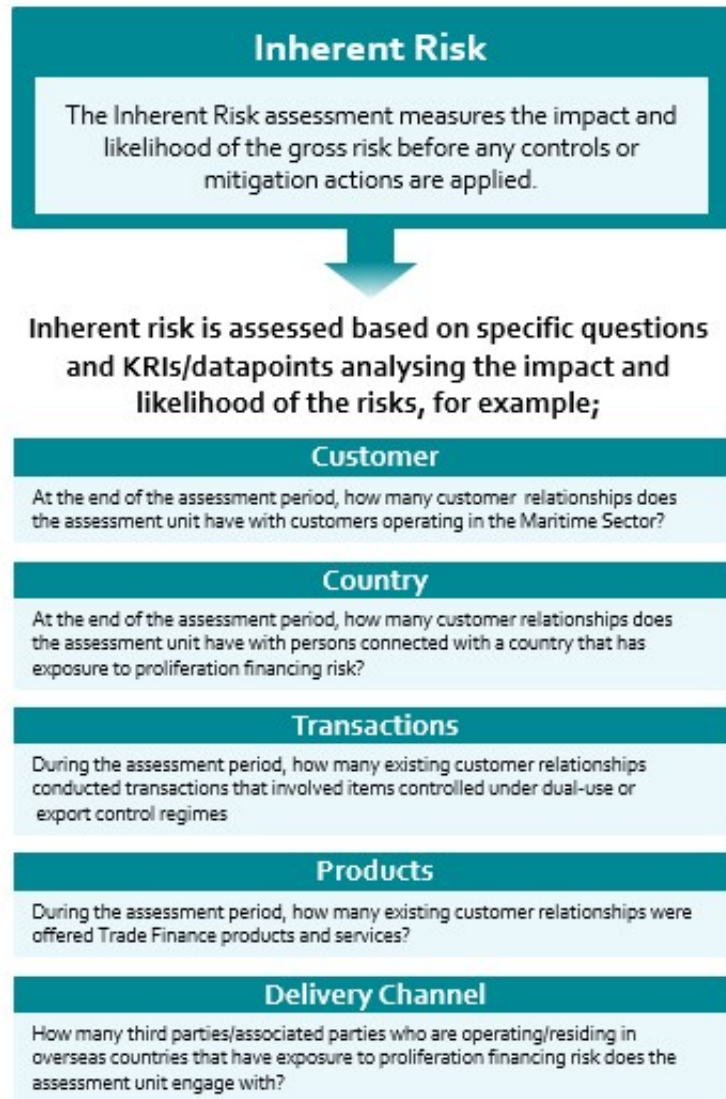 Inherent Risk
The Inherent Risk assessment measures the impact and
likelihood of the gross risk before any controls or
mitigation actions are applied.
Inherent risk is assessed based on specific questions
and KRIs/datapoints analysing the impact and
likelihood of the risks, for example;
Customer
At the end of the assessment period, how many customer relationships does
the assessment unit have with customers operating in the Maritime Sector?
Country
At the end of the assessment period, how many customer relationships does
the assessment unit have with persons connected with a country that has
exposure to proliferation financing risk?
Transactions
During the assessment period, how many existing customer relationships
conducted transactions that involved items controlled under dual-use or
export control regimes
Products
During the assessment period, how many existing customer relationships were
offered Trade Finance products and services?
Delivery Channel
How many third parties/associated parties who are operating/residing in
overseas countries that have exposure to proliferation financing risk does the
assessment unit engage with?